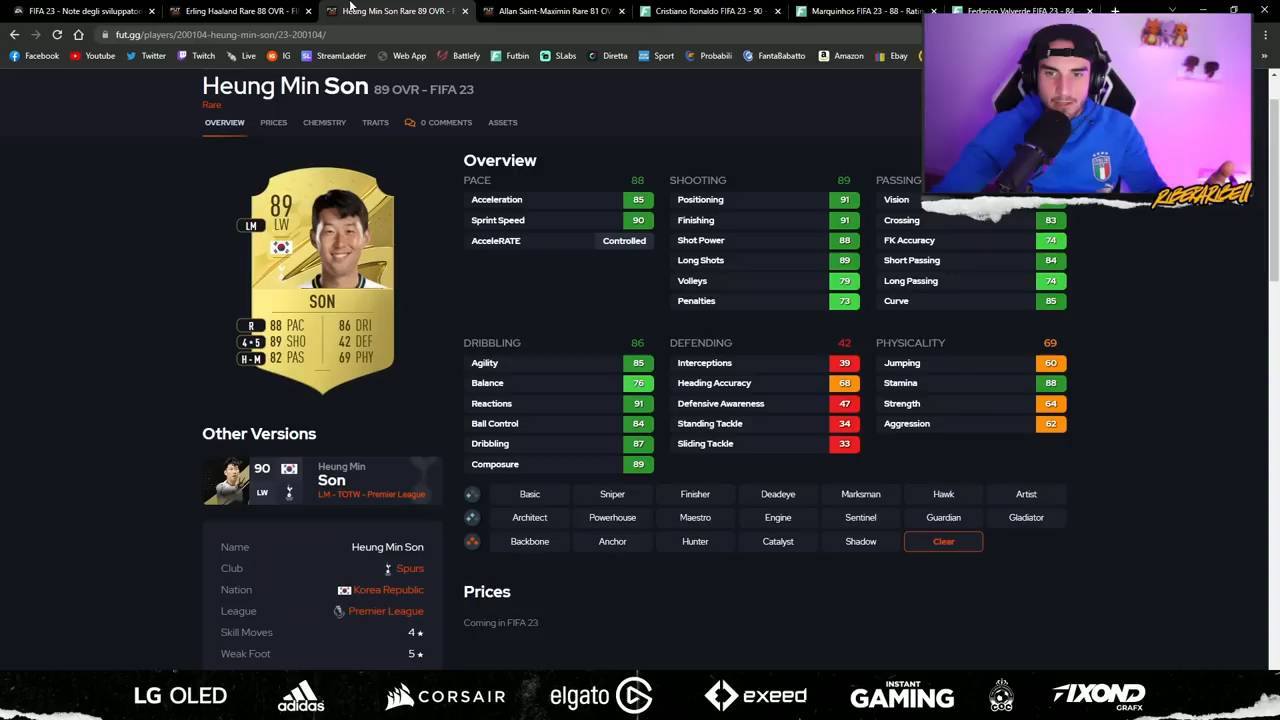 FIFA 23 - Note degli sviluppator
Erling Haaland Rare 88 OVR - FI
Heung Min Son Rare 89 OVR - F
Allan Saint-Maximin Rare 81 OV
Cristiano Ronaldo FIFA 23 - 90 -
Marquinhos FIFA 23 - 88 - Ratin
Federico Valverde FIFA 23 - 84 -
fut.gg/players/200104-heung-min-son/23-200104/
Facebook Youtube Twitter Twitch Live IG StreamLadder Web App Battlefy Futbin SLabs Diretta Sport Probabili FantaBabatto Amazon Ebay
Heung Min Son 89 OVR - FIFA 23
Rare
OVERVIEW PRICES CHEMISTRY TRAITS 0 COMMENTS ASSETS
89
LW
LM
SON
R
4★5
H-M
88 PAC 86 DRI
89 SHO 42 DEF
82 PAS 69 PHY
Other Versions
90
LW
Heung Min
Son
LM - TOTW - Premier League
Name Heung Min Son
Club Spurs
Nation Korea Republic
League Premier League
Skill Moves 4 ★
Weak Foot 5 ★
Overview
PACE 88
Acceleration 85
Sprint Speed 90
AcceleRATE Controlled
SHOOTING 89
Positioning 91
Finishing 91
Shot Power 88
Long Shots 89
Volleys 79
Penalties 73
PASSING
Vision
Crossing 83
FK Accuracy 74
Short Passing 84
Long Passing 74
Curve 85
DRIBBLING 86
Agility 85
Balance 76
Reactions 91
Ball Control 84
Dribbling 87
Composure 89
DEFENDING 42
Interceptions 39
Heading Accuracy 68
Defensive Awareness 47
Standing Tackle 34
Sliding Tackle 33
PHYSICALITY 69
Jumping 60
Stamina 88
Strength 64
Aggression 62
Basic Sniper Finisher Deadeye Marksman Hawk Artist
Architect Powerhouse Maestro Engine Sentinel Guardian Gladiator
Backbone Anchor Hunter Catalyst Shadow Clear
Prices
Coming in FIFA 23
RIBERARIBELL
LG OLED adidas CORSAIR elgato exeed INSTANT GAMING FIXOND GRAFX